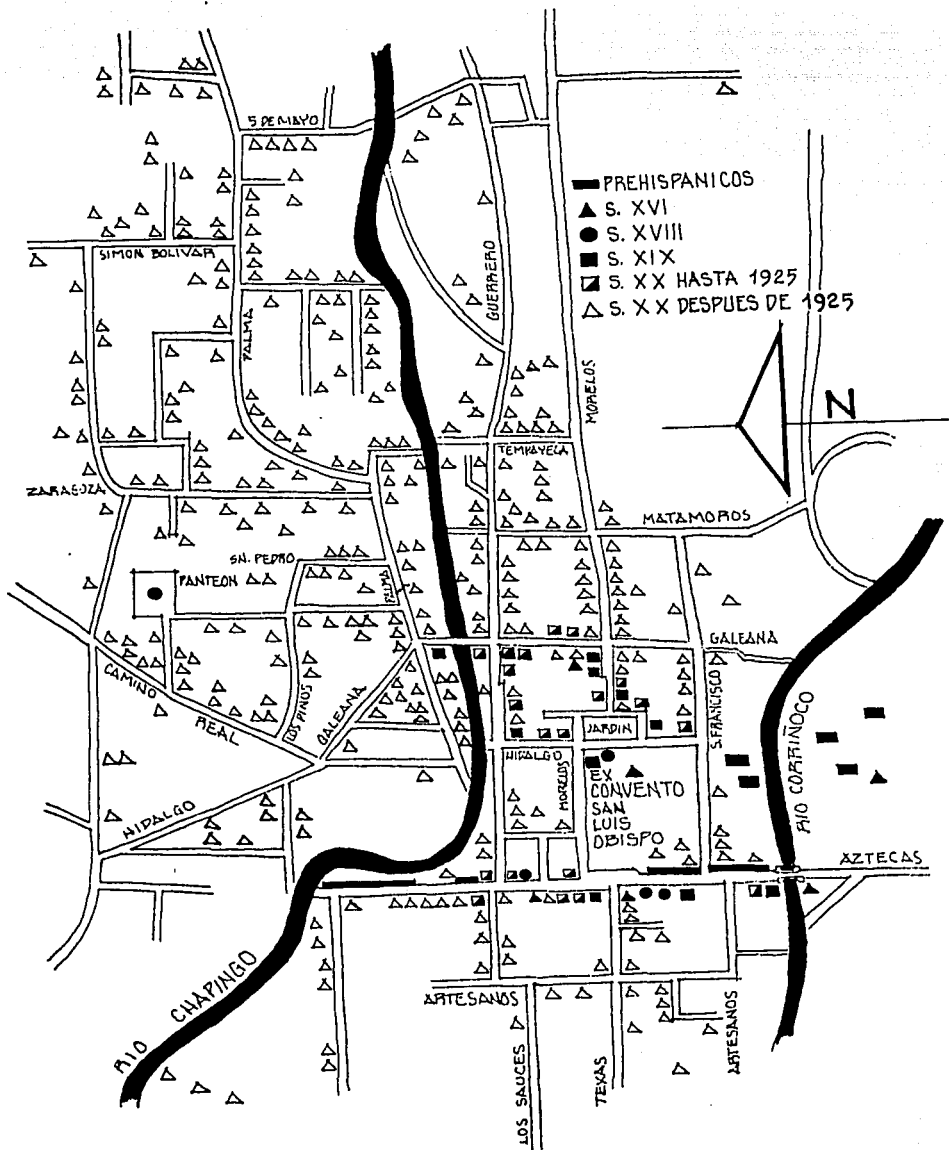 5 DE MAYO
PREHISPANICOS
S. XVI
S. XVIII
S. XIX
S. XX HASTA 1925
S. XX DESPUES DE 1925
SIMON BOLIVAR
GUERRERO
PALMA
MORELOS
N
TEMPAYECA
ZARAGOZA
MATAMOROS
SN. PEDRO
PANTEON
PALMA
GALEANA
CAMINO
REAL
LOS PINOS
GALEANA
S. FRANCISCO
JARDIN
HIDALGO
MORELOS
EX
CONVENTO
SAN
LUIS
OBISPO
RIO CORRIÑOCO
HIDALGO
AZTECAS
RIO CHAPINGO
ARTESANOS
ARTESANOS
LOS SAUCES
TEXAS